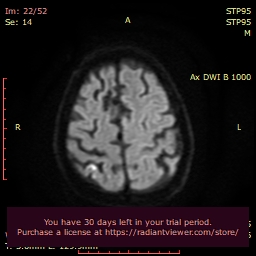 Im: 22/52
Se: 14
A
STP95
STP95
M
Ax DWI B 1000
R
L
You have 30 days left in your trial period.
Purchase a license at https://radiantviewer.com/store/